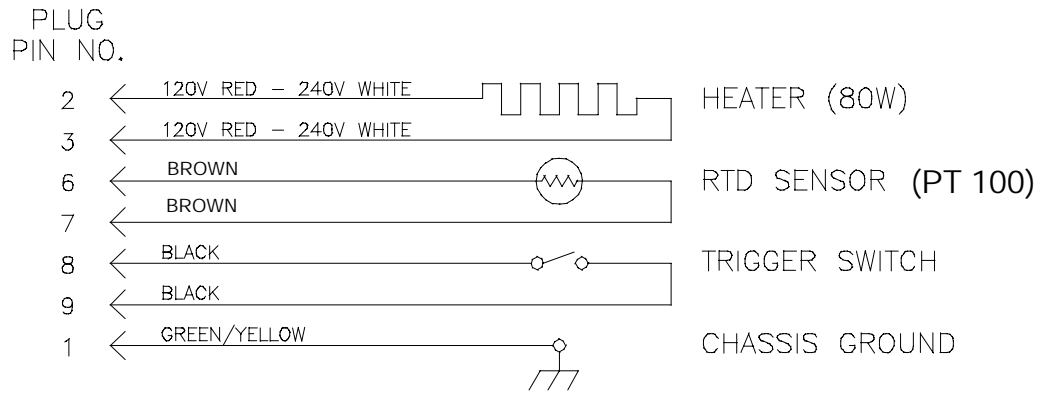 PLUG
PIN NO.
2 120V RED - 240V WHITE HEATER (80W)
3 120V RED - 240V WHITE
6 BROWN RTD SENSOR (PT 100)
7 BROWN
8 BLACK TRIGGER SWITCH
9 BLACK
1 GREEN/YELLOW CHASSIS GROUND